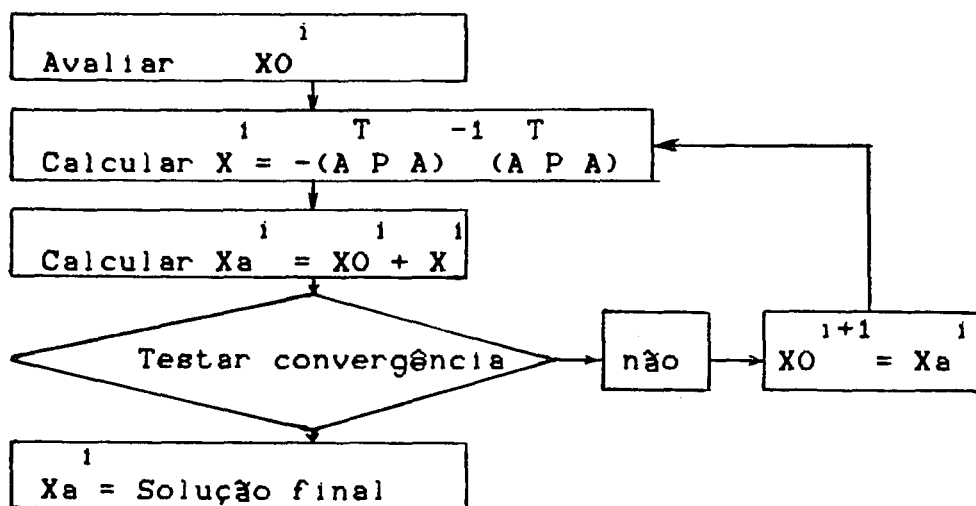 Avaliar XO^i
Calcular X^i = -(A^T P A)^-1 (A^T P A)
Calcular Xa^i = XO^i + X^i
Testar convergência
não
XO^i+1 = Xa^i
Xa^i = Solução final